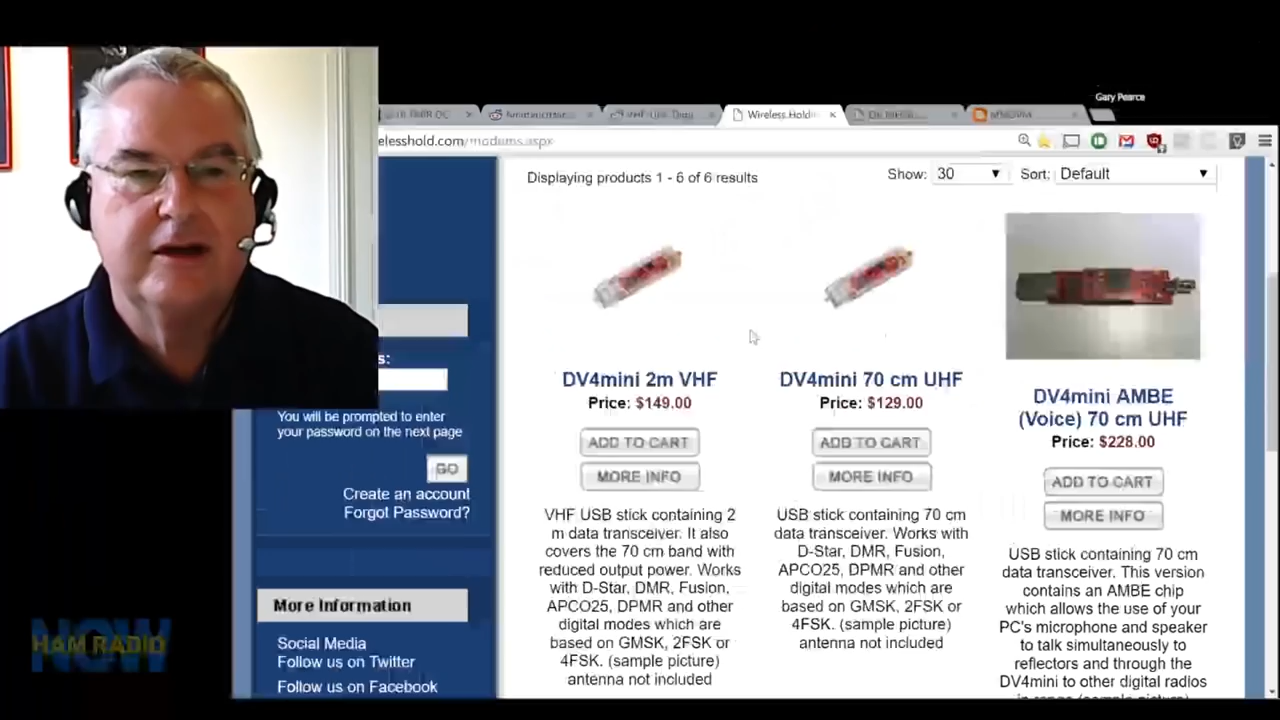 Gary Pearce
Wireless Hold
elesshold.com/modems.aspx
Displaying products 1 - 6 of 6 results
Show: 30
Sort: Default
DV4mini 2m VHF
Price: $149.00
ADD TO CART
MORE INFO
VHF USB stick containing 2
m data transceiver. It also
covers the 70 cm band with
reduced output power. Works
with D-Star, DMR, Fusion,
APCO25, DPMR and other
digital modes which are
based on GMSK, 2FSK or
4FSK. (sample picture)
antenna not included
DV4mini 70 cm UHF
Price: $129.00
ADD TO CART
MORE INFO
USB stick containing 70 cm
data transceiver. Works with
D-Star, DMR, Fusion,
APCO25, DPMR and other
digital modes which are
based on GMSK, 2FSK or
4FSK. (sample picture)
antenna not included
DV4mini AMBE
(Voice) 70 cm UHF
Price: $228.00
ADD TO CART
MORE INFO
USB stick containing 70 cm
data transceiver. This version
contains an AMBE chip
which allows the use of your
PC's microphone and speaker
to talk simultaneously to
reflectors and through the
DV4mini to other digital radios
in range (sample picture)
s:
You will be prompted to enter
your password on the next page
GO
Create an account
Forgot Password?
More Information
Social Media
Follow us on Twitter
Follow us on Facebook
HAM RADIO
NOW